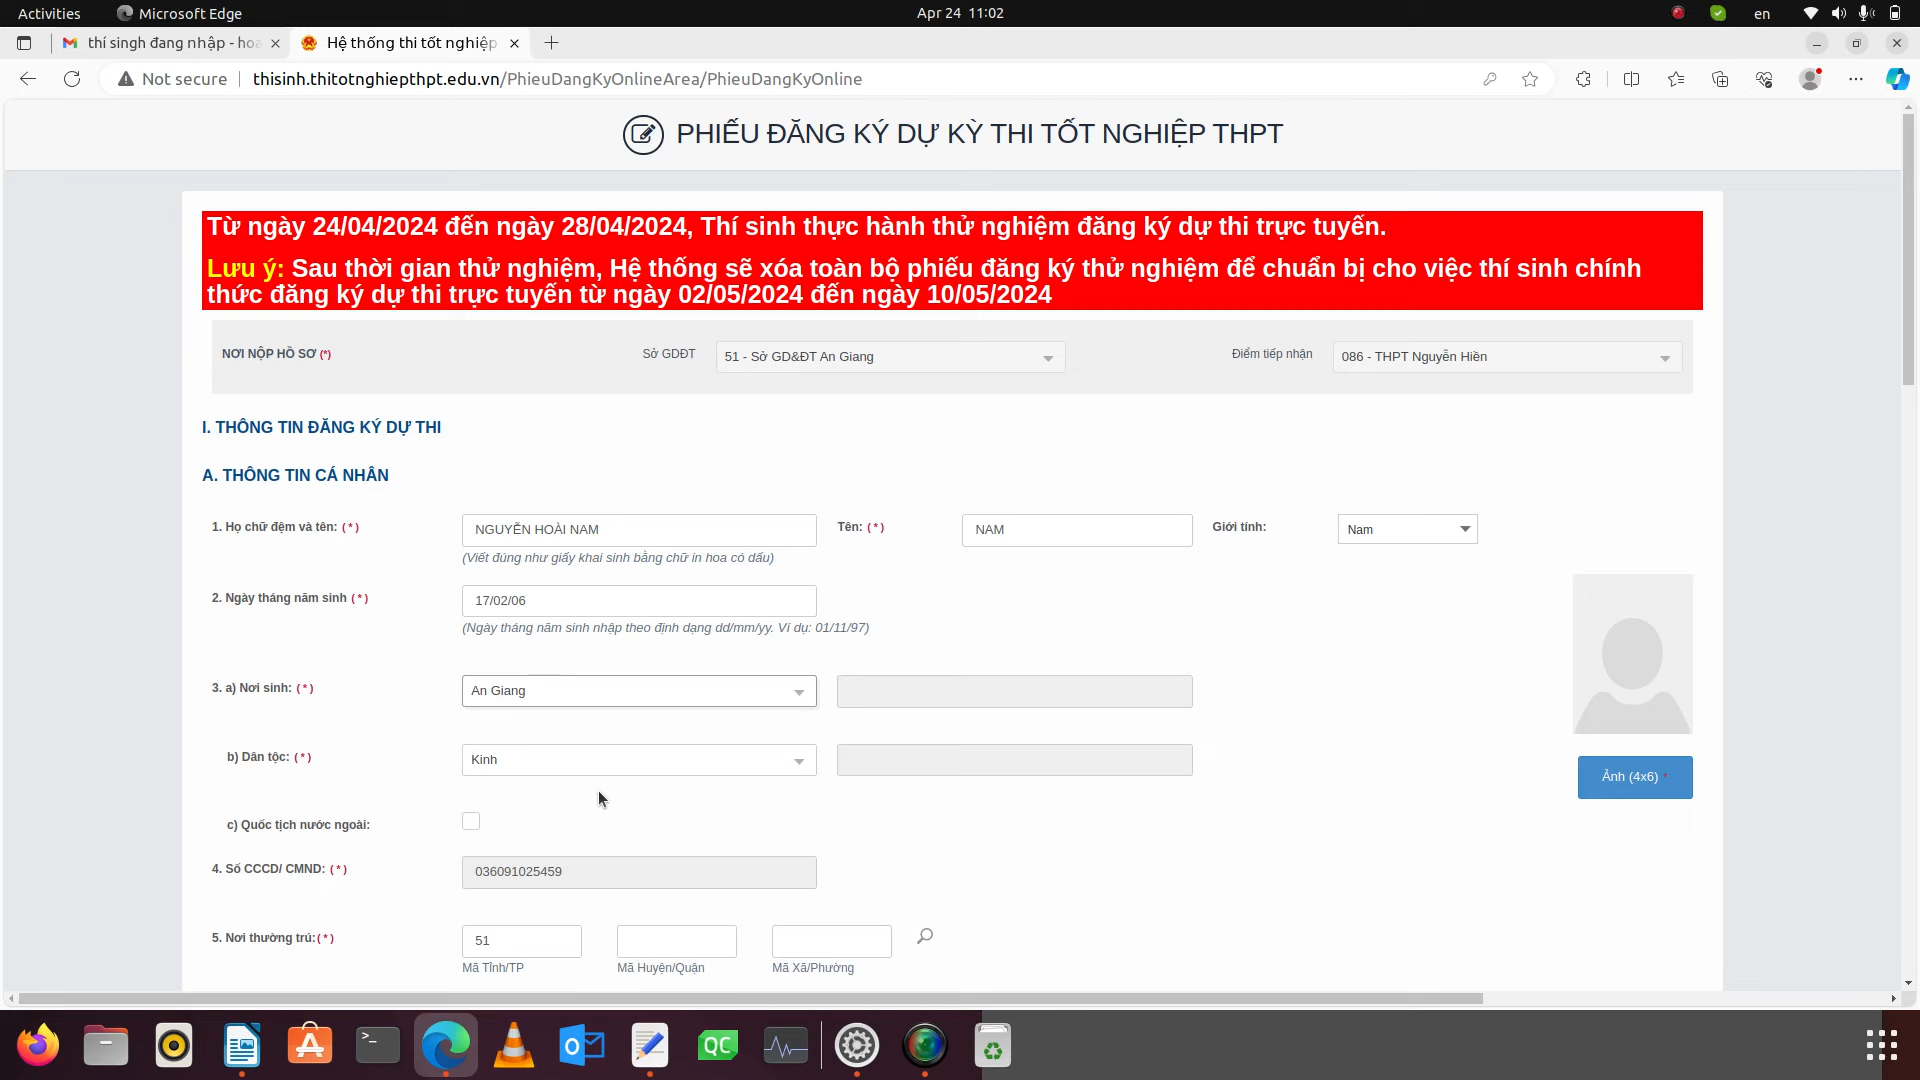 Activities
Microsoft Edge
Apr 24 11:02
en
thí singh đang nhập - hoa
Hệ thống thi tốt nghiệp
Not secure
thisinh.thitotnghiepthpt.edu.vn/PhieuDangKyOnlineArea/PhieuDangKyOnline
PHIẾU ĐĂNG KÝ DỰ KỲ THI TỐT NGHIỆP THPT
Từ ngày 24/04/2024 đến ngày 28/04/2024, Thí sinh thực hành thử nghiệm đăng ký dự thi trực tuyến.
Lưu ý: Sau thời gian thử nghiệm, Hệ thống sẽ xóa toàn bộ phiếu đăng ký thử nghiệm để chuẩn bị cho việc thí sinh chính
thức đăng ký dự thi trực tuyến từ ngày 02/05/2024 đến ngày 10/05/2024
NƠI NỘP HỒ SƠ (*)
Sở GDĐT
51 - Sở GD&ĐT An Giang
Điểm tiếp nhận
086 - THPT Nguyễn Hiền
I. THÔNG TIN ĐĂNG KÝ DỰ THI
A. THÔNG TIN CÁ NHÂN
1. Họ chữ đệm và tên: (*)
NGUYỄN HOÀI NAM
Tên: (*)
NAM
Giới tính:
Nam
(Viết đúng như giấy khai sinh bằng chữ in hoa có dấu)
2. Ngày tháng năm sinh (*)
17/02/06
(Ngày tháng năm sinh nhập theo định dạng dd/mm/yy. Ví dụ: 01/11/97)
3. a) Nơi sinh: (*)
An Giang
b) Dân tộc: (*)
Kinh
Ảnh (4x6) *
c) Quốc tịch nước ngoài:
4. Số CCCD/ CMND: (*)
036091025459
5. Nơi thường trú:(*)
51
Mã Tỉnh/TP
Mã Huyện/Quận
Mã Xã/Phường
QC